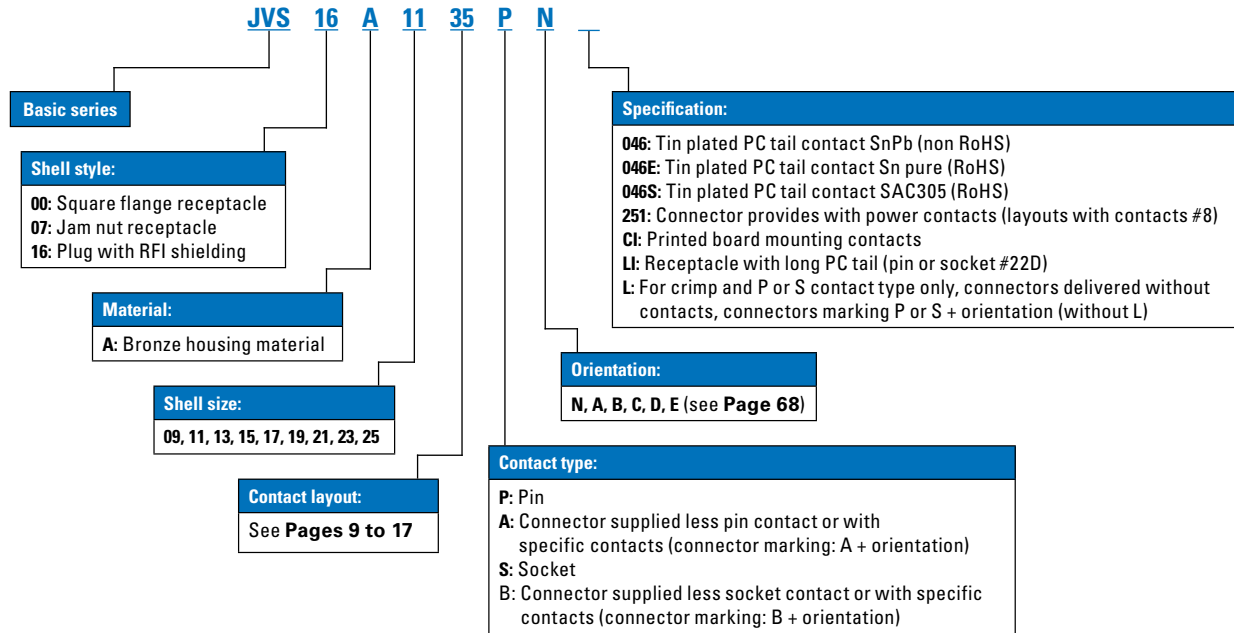 JVS 16 A 11 35 P N _
Basic series
Shell style:
00: Square flange receptacle
07: Jam nut receptacle
16: Plug with RFI shielding
Material:
A: Bronze housing material
Shell size:
09, 11, 13, 15, 17, 19, 21, 23, 25
Contact layout:
See Pages 9 to 17
Specification:
046: Tin plated PC tail contact SnPb (non RoHS)
046E: Tin plated PC tail contact Sn pure (RoHS)
046S: Tin plated PC tail contact SAC305 (RoHS)
251: Connector provides with power contacts (layouts with contacts #8)
CI: Printed board mounting contacts
LI: Receptacle with long PC tail (pin or socket #22D)
L: For crimp and P or S contact type only, connectors delivered without
contacts, connectors marking P or S + orientation (without L)
Orientation:
N, A, B, C, D, E (see Page 68)
Contact type:
P: Pin
A: Connector supplied less pin contact or with
specific contacts (connector marking: A + orientation)
S: Socket
B: Connector supplied less socket contact or with specific
contacts (connector marking: B + orientation)